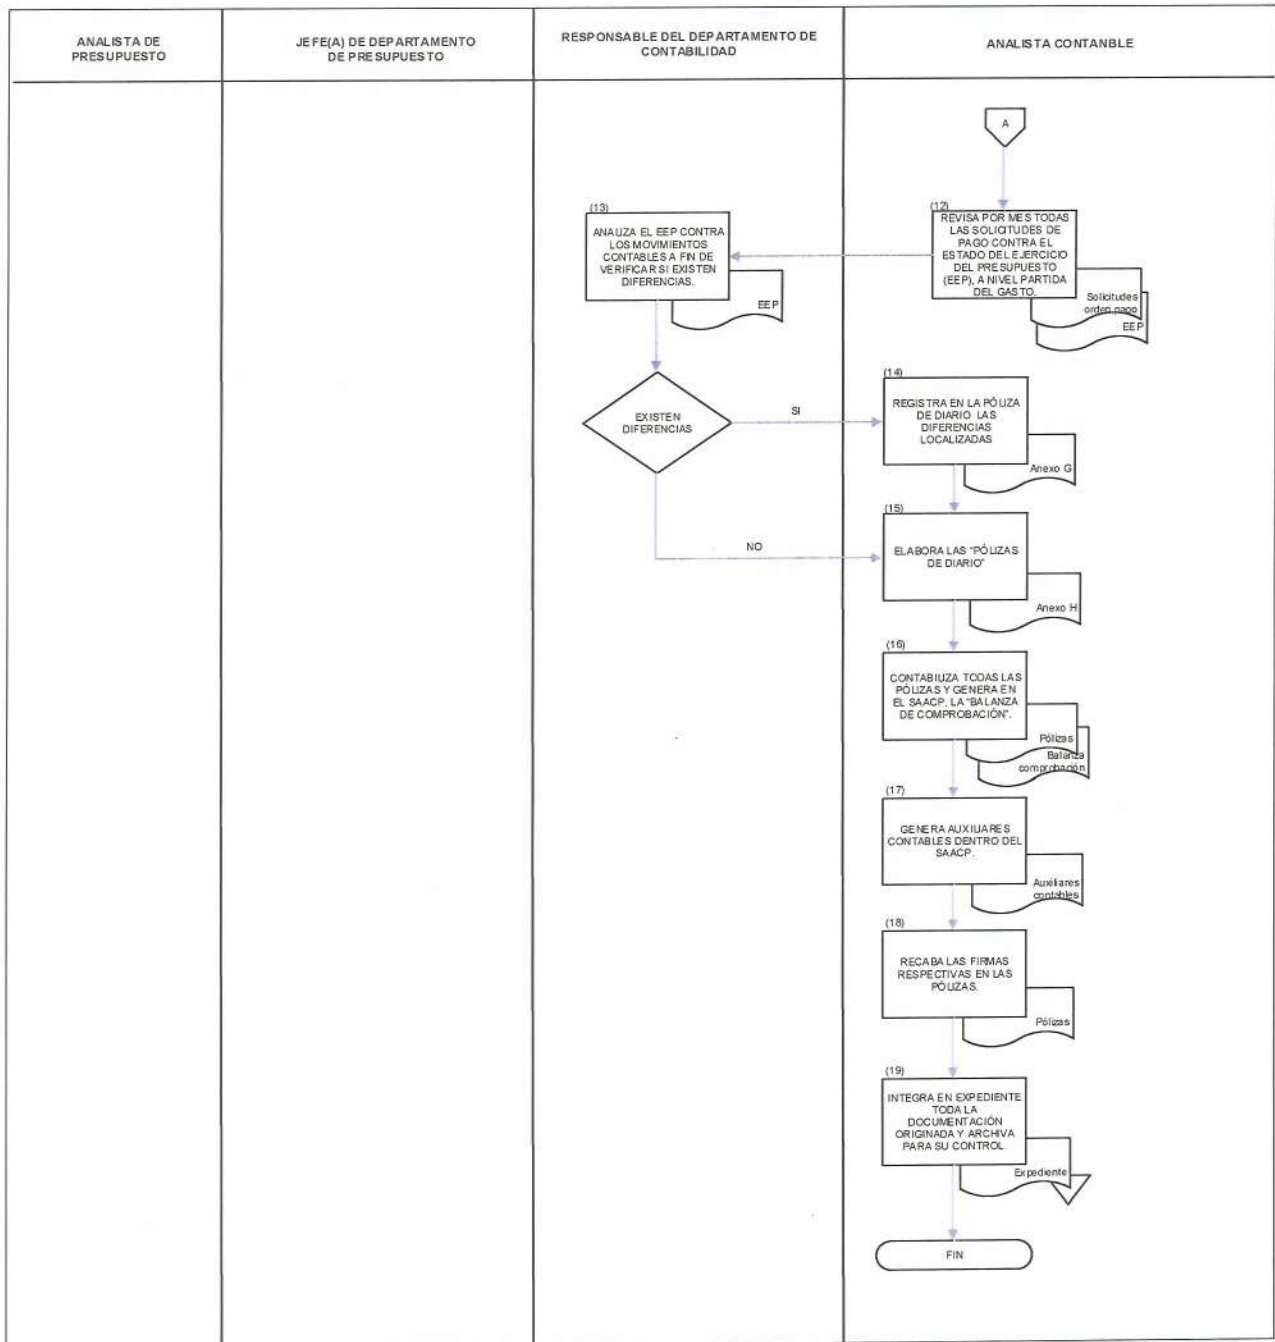 ANALISTA DE
PRESUPUESTO
JEFE(A) DE DEPARTAMENTO
DE PRESUPUESTO
RESPONSABLE DEL DEPARTAMENTO DE
CONTABILIDAD
ANALISTA CONTANBLE
A
(12)
REVISA POR MES TODAS
LAS SOLICITUDES DE
PAGO CONTRA EL
ESTADO DEL EJERCICIO
DEL PRESUPUESTO
(EEP), A NIVEL PARTIDA
DEL GASTO.
Solicitudes
orden pago
EEP
(13)
ANALIZA EL EEP CONTRA
LOS MOVIMIENTOS
CONTABLES A FIN DE
VERIFICAR SI EXISTEN
DIFERENCIAS.
EEP
EXISTEN
DIFERENCIAS
SI
NO
(14)
REGISTRA EN LA PÓLIZA
DE DIARIO LAS
DIFERENCIAS
LOCALIZADAS
Anexo G
(15)
ELABORA LAS "PÓLIZAS
DE DIARIO"
Anexo H
(16)
CONTABILIZA TODAS LAS
PÓLIZAS Y GENERA EN
EL SAACP, LA "BALANZA
DE COMPROBACIÓN".
Pólizas
Balanza
comprobación
(17)
GENERA AUXILIARES
CONTABLES DENTRO DEL
SAACP.
Auxiliares
contables
(18)
RECABA LAS FIRMAS
RESPECTIVAS EN LAS
PÓLIZAS.
Pólizas
(19)
INTEGRA EN EXPEDIENTE
TODA LA
DOCUMENTACIÓN
ORIGINADA Y ARCHIVA
PARA SU CONTROL
Expediente
FIN